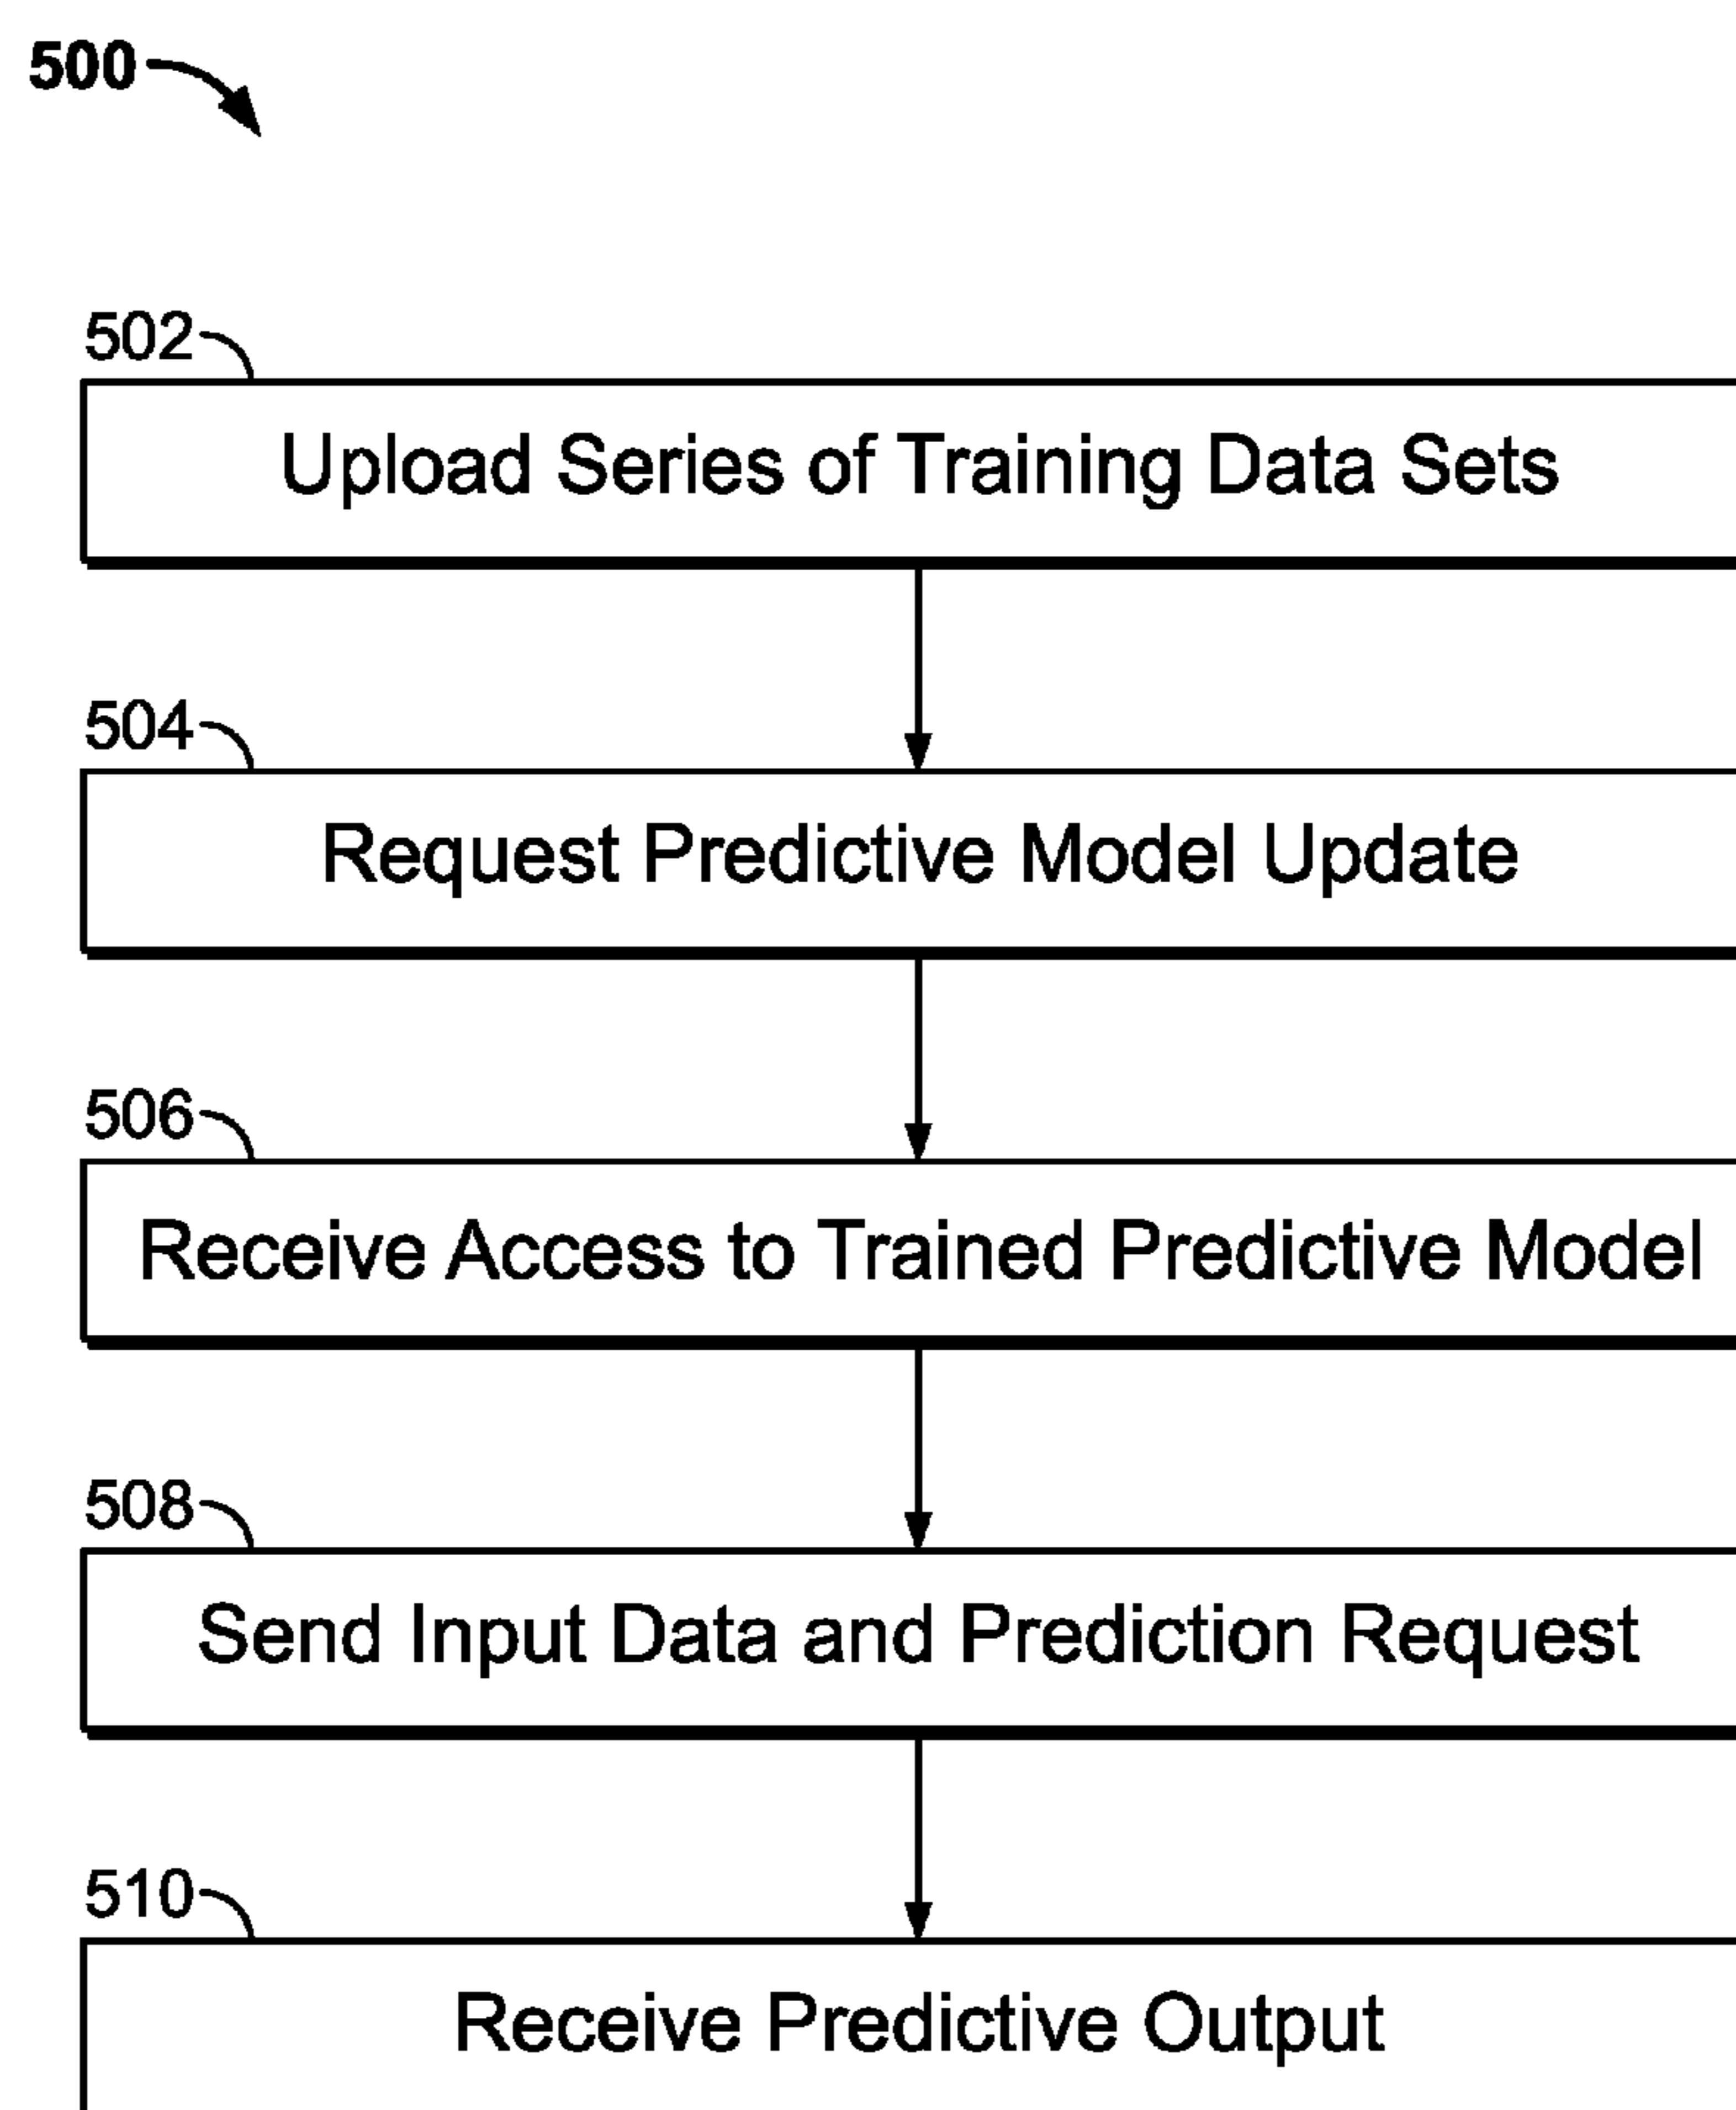 500
502
Upload Series of Training Data Sets
504
Request Predictive Model Update
506
Receive Access to Trained Predictive Model
508
Send Input Data and Prediction Request
510
Receive Predictive Output